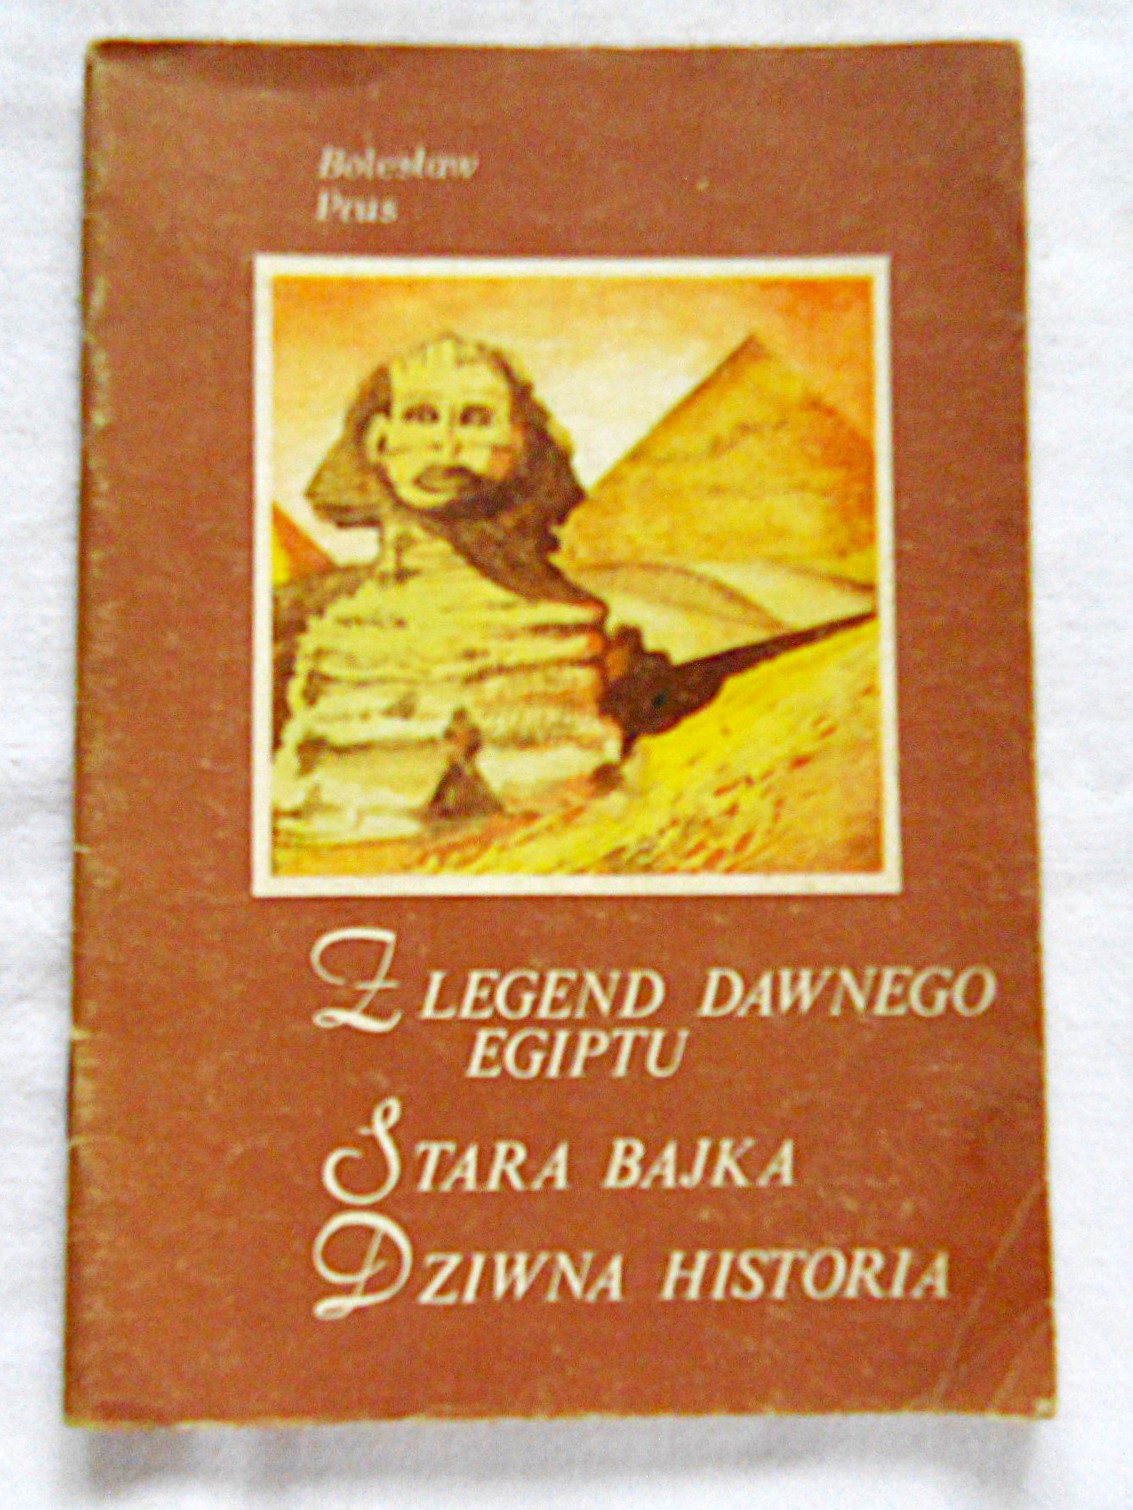 Bolesław
Prus
Z LEGEND DAWNEGO
EGIPTU
STARA BAJKA
DZIWNA HISTORIA